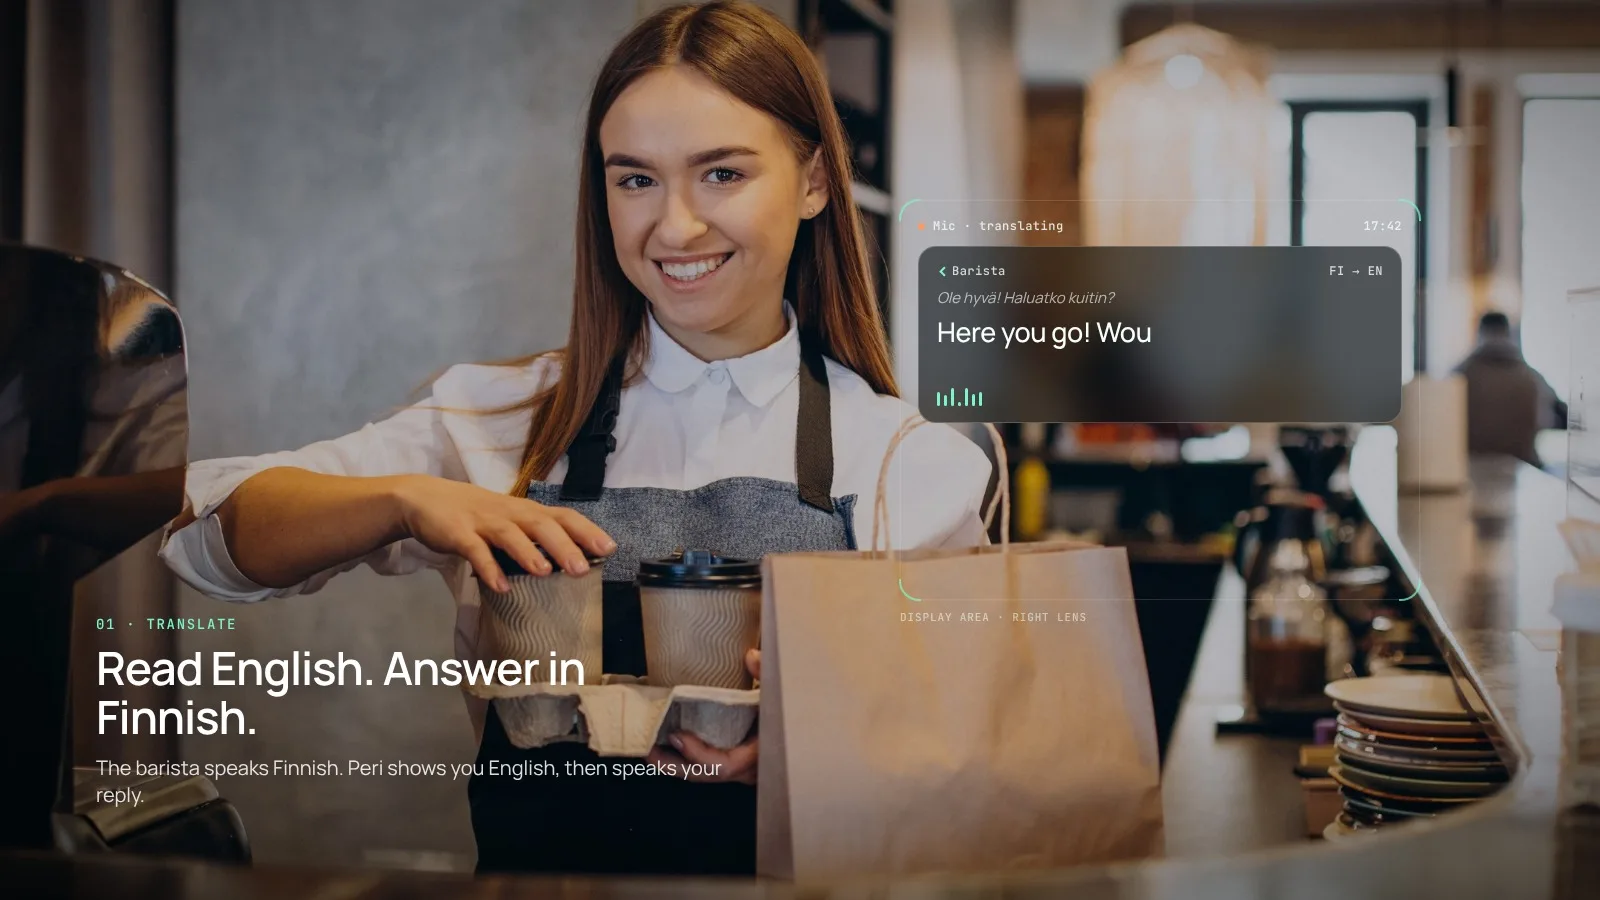 Mic · translating
17:42
Barista
FI → EN
Ole hyvä! Haluatko kuitin?
Here you go! Wou
DISPLAY AREA · RIGHT LENS
01 · TRANSLATE
Read English. Answer in
Finnish.
The barista speaks Finnish. Peri shows you English, then speaks your
reply.